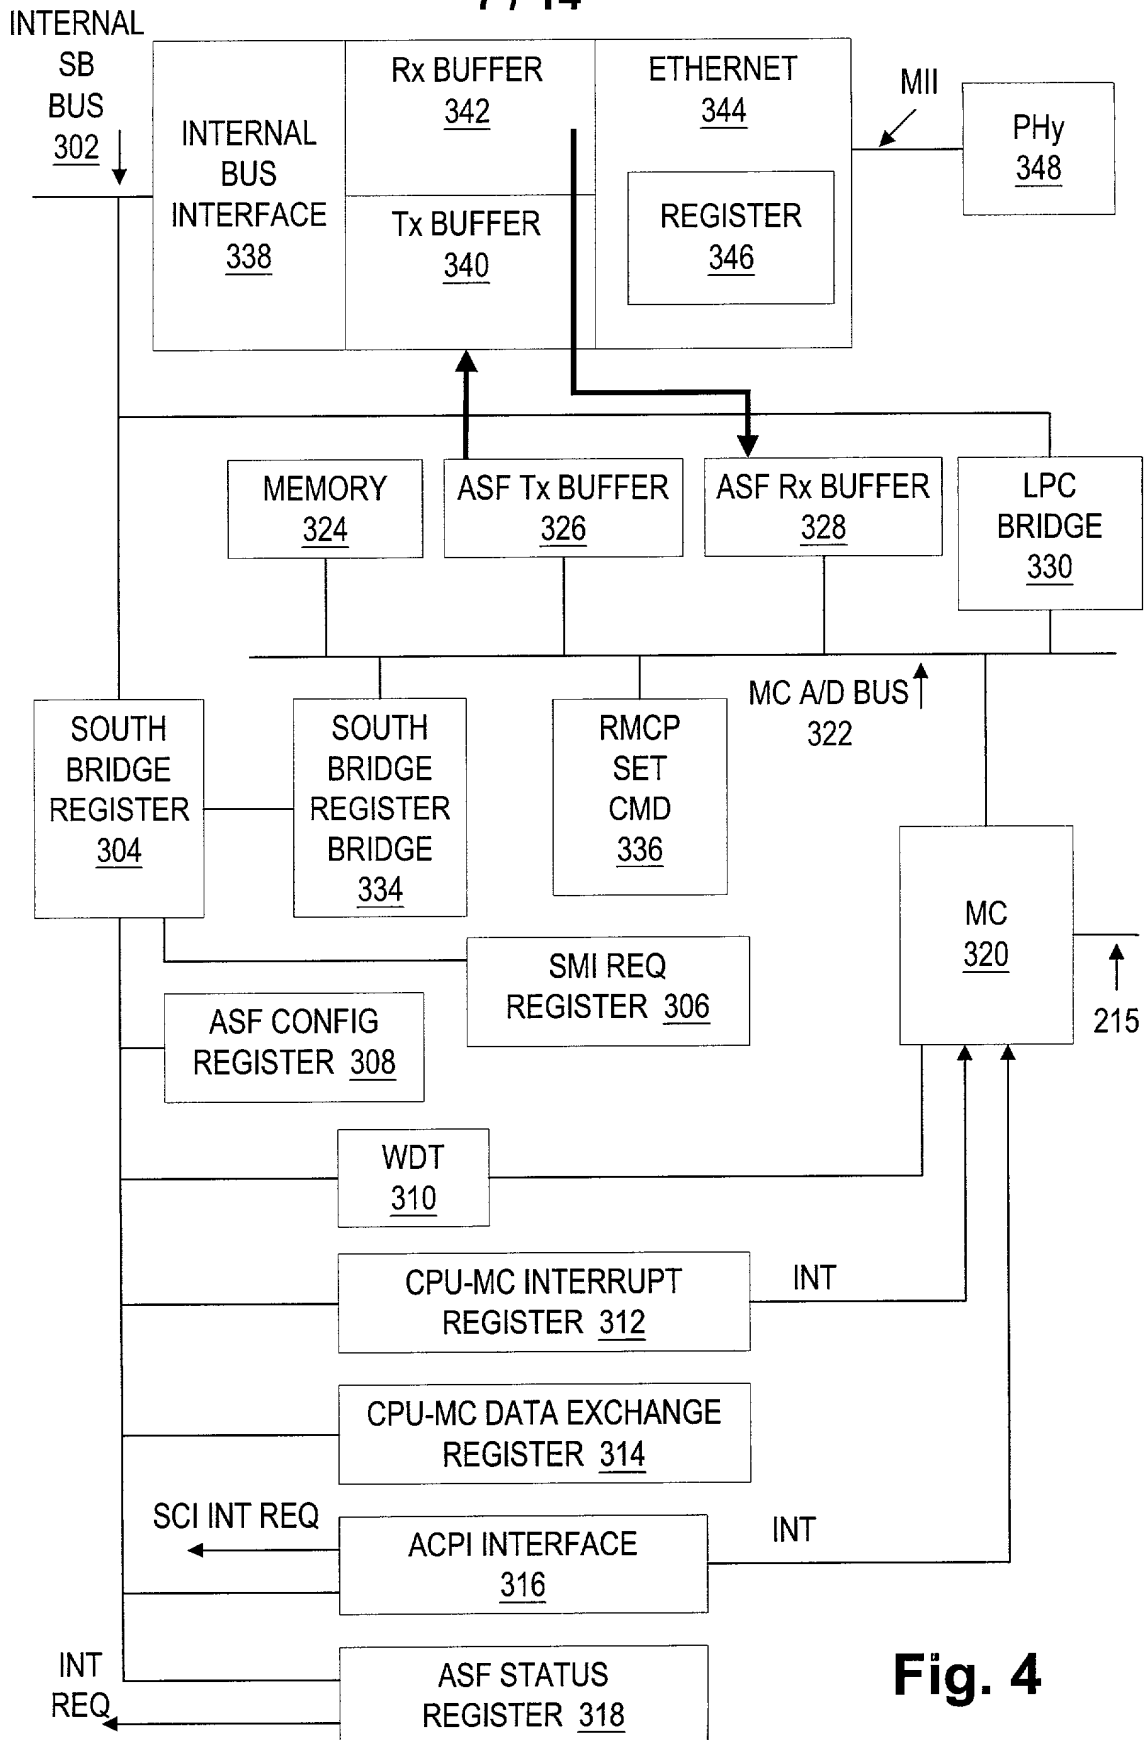 7 / 14
INTERNAL
SB
BUS
302
INTERNAL
BUS
INTERFACE
338
Rx BUFFER
342
Tx BUFFER
340
ETHERNET
344
REGISTER
346
MII
PHy
348
MEMORY
324
ASF Tx BUFFER
326
ASF Rx BUFFER
328
LPC
BRIDGE
330
MC A/D BUS
322
SOUTH
BRIDGE
REGISTER
304
SOUTH
BRIDGE
REGISTER
BRIDGE
334
RMCP
SET
CMD
336
MC
320
215
SMI REQ
REGISTER 306
ASF CONFIG
REGISTER 308
WDT
310
CPU-MC INTERRUPT
REGISTER 312
INT
CPU-MC DATA EXCHANGE
REGISTER 314
SCI INT REQ
ACPI INTERFACE
316
INT
INT
REQ
ASF STATUS
REGISTER 318
Fig. 4